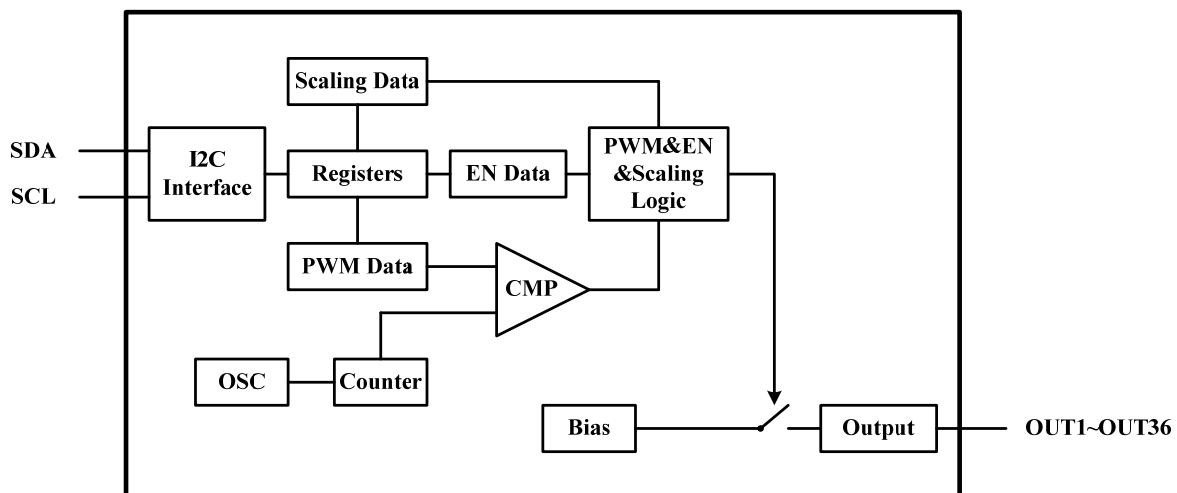 Scaling Data
SDA
SCL
I2C
Interface
Registers
EN Data
PWM&EN
&Scaling
Logic
PWM Data
CMP
OSC
Counter
Bias
Output
OUT1~OUT36